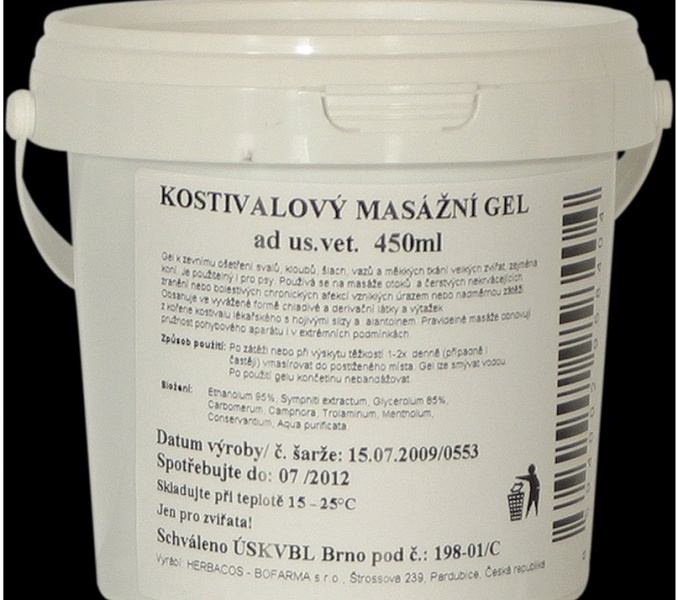 KOSTIVALOVÝ MASÁŽNÍ GEL
ad us.vet. 450ml
Gel k zevnímu ošetření svalů, kloubů, šlach, vazů a měkkých tkání velkých zvířat, zejména
koní. Je použitelný i pro psy. Používá se na masáže otoků a čerstvých nekrvácejících
zranění nebo bolestivých chronických afekcí vzniklých úrazem nebo nadměrnou zátěží.
Obsahuje ve vyvážené formě chladivé a derivační látky a výtažek
z kořene kostivalu lékařského s hojivými slizy a alantoinem. Pravidelné masáže obnovují
pružnost pohybového aparátu i v extrémních podmínkách.
Způsob použití: Po zátěži nebo při výskytu těžkostí 1-2x denně (případně i
častěji) vmasírovat do postiženého místa. Gel lze smývat vodou.
Po použití gelu končetinu nebandážovat
Složení: Ethanolum 95%, Symphiti extractum, Glycerolum 85%,
Carbomerum, Camphora, Trolaminum, Mentholum,
Conservantium, Aqua purificata
Datum výroby/ č. šarže: 15.07.2009/0553
Spotřebujte do: 07 /2012
Skladujte při teplotě 15 – 25°C
Jen pro zvířata!
Schváleno ÚSKVBL Brno pod č.: 198-01/C
Vyrábí: HERBACOS - BOFARMA s.r.o., Štrossova 239, Pardubice, Česká republika